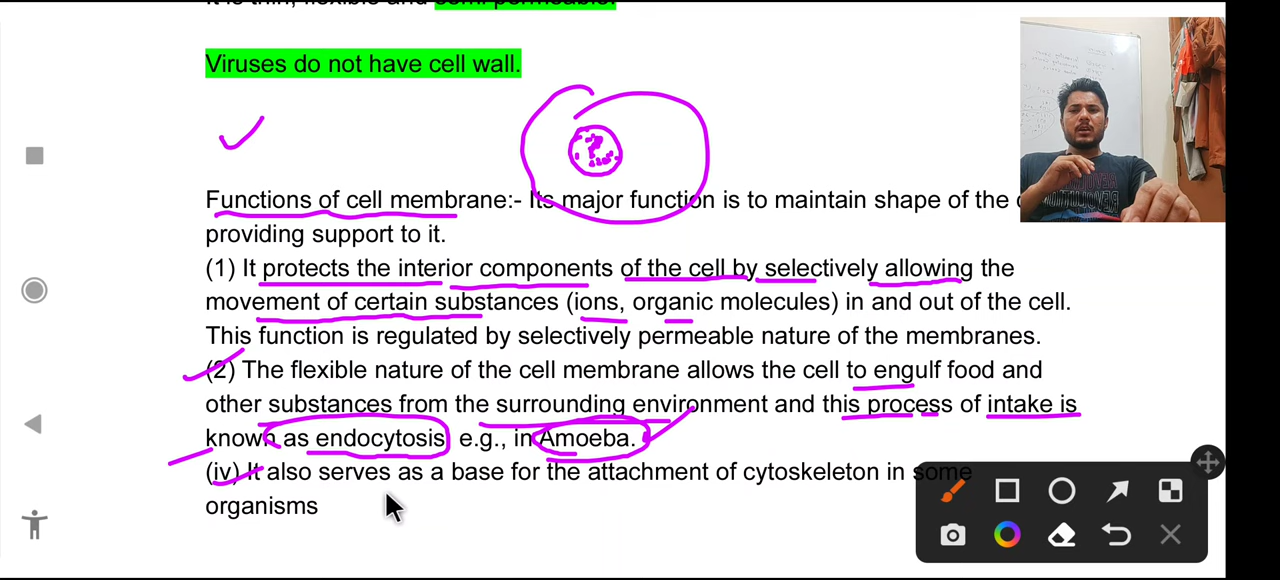 Viruses do not have cell wall.
Functions of cell membrane:- Its major function is to maintain shape of the
providing support to it.
(1) It protects the interior components of the cell by selectively allowing the
movement of certain substances (ions, organic molecules) in and out of the cell.
This function is regulated by selectively permeable nature of the membranes.
(2) The flexible nature of the cell membrane allows the cell to engulf food and
other substances from the surrounding environment and this process of intake is
known as endocytosis e.g., in Amoeba.
(iv) It also serves as a base for the attachment of cytoskeleton in some
organisms